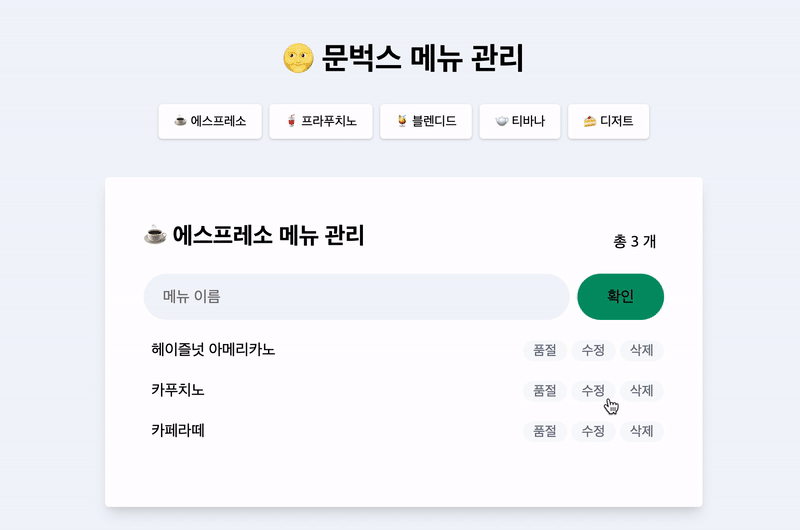 🌝 문벅스 메뉴 관리
☕ 에스프레소 🥤 프라푸치노 🍹 블렌디드 🫖 티바나 🍰 디저트
☕ 에스프레소 메뉴 관리 총 3 개
메뉴 이름 확인
헤이즐넛 아메리카노 품절 수정 삭제
카푸치노 품절 수정 삭제
카페라떼 품절 수정 삭제